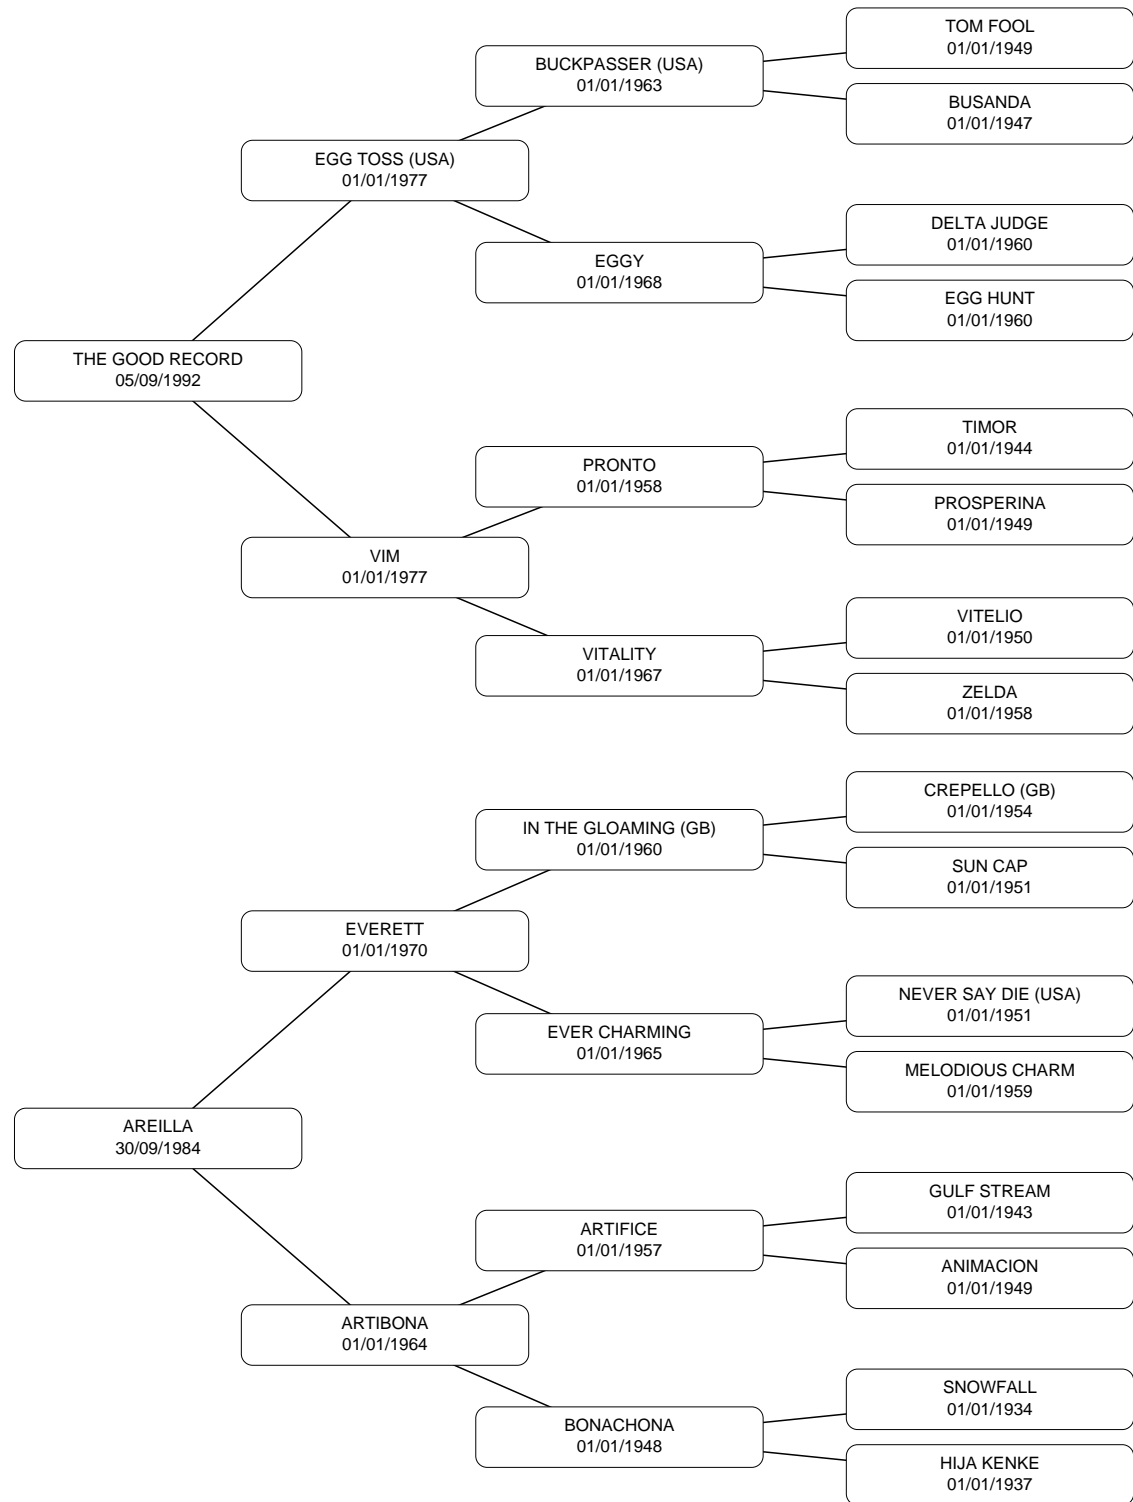 TOM FOOL
01/01/1949
BUCKPASSER (USA)
01/01/1963
BUSANDA
01/01/1947
EGG TOSS (USA)
01/01/1977
DELTA JUDGE
01/01/1960
EGGY
01/01/1968
EGG HUNT
01/01/1960
THE GOOD RECORD
05/09/1992
TIMOR
01/01/1944
PRONTO
01/01/1958
PROSPERINA
01/01/1949
VIM
01/01/1977
VITELIO
01/01/1950
VITALITY
01/01/1967
ZELDA
01/01/1958
CREPELLO (GB)
01/01/1954
IN THE GLOAMING (GB)
01/01/1960
SUN CAP
01/01/1951
EVERETT
01/01/1970
NEVER SAY DIE (USA)
01/01/1951
EVER CHARMING
01/01/1965
MELODIOUS CHARM
01/01/1959
AREILLA
30/09/1984
GULF STREAM
01/01/1943
ARTIFICE
01/01/1957
ANIMACION
01/01/1949
ARTIBONA
01/01/1964
SNOWFALL
01/01/1934
BONACHONA
01/01/1948
HIJA KENKE
01/01/1937